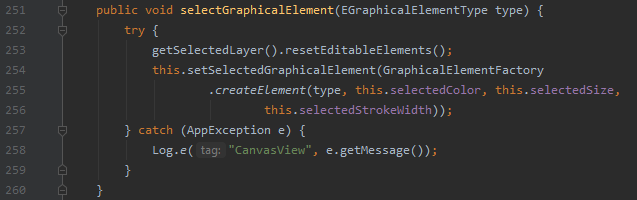 251 public void selectGraphicalElement(EGraphicalElementType type) {
252 try {
253 getSelectedLayer().resetEditableElements();
254 this.setSelectedGraphicalElement(GraphicalElementFactory
255 .createElement(type, this.selectedColor, this.selectedSize,
256 this.selectedStrokeWidth));
257 } catch (AppException e) {
258 Log.e( tag: "CanvasView", e.getMessage());
259 }
260 }